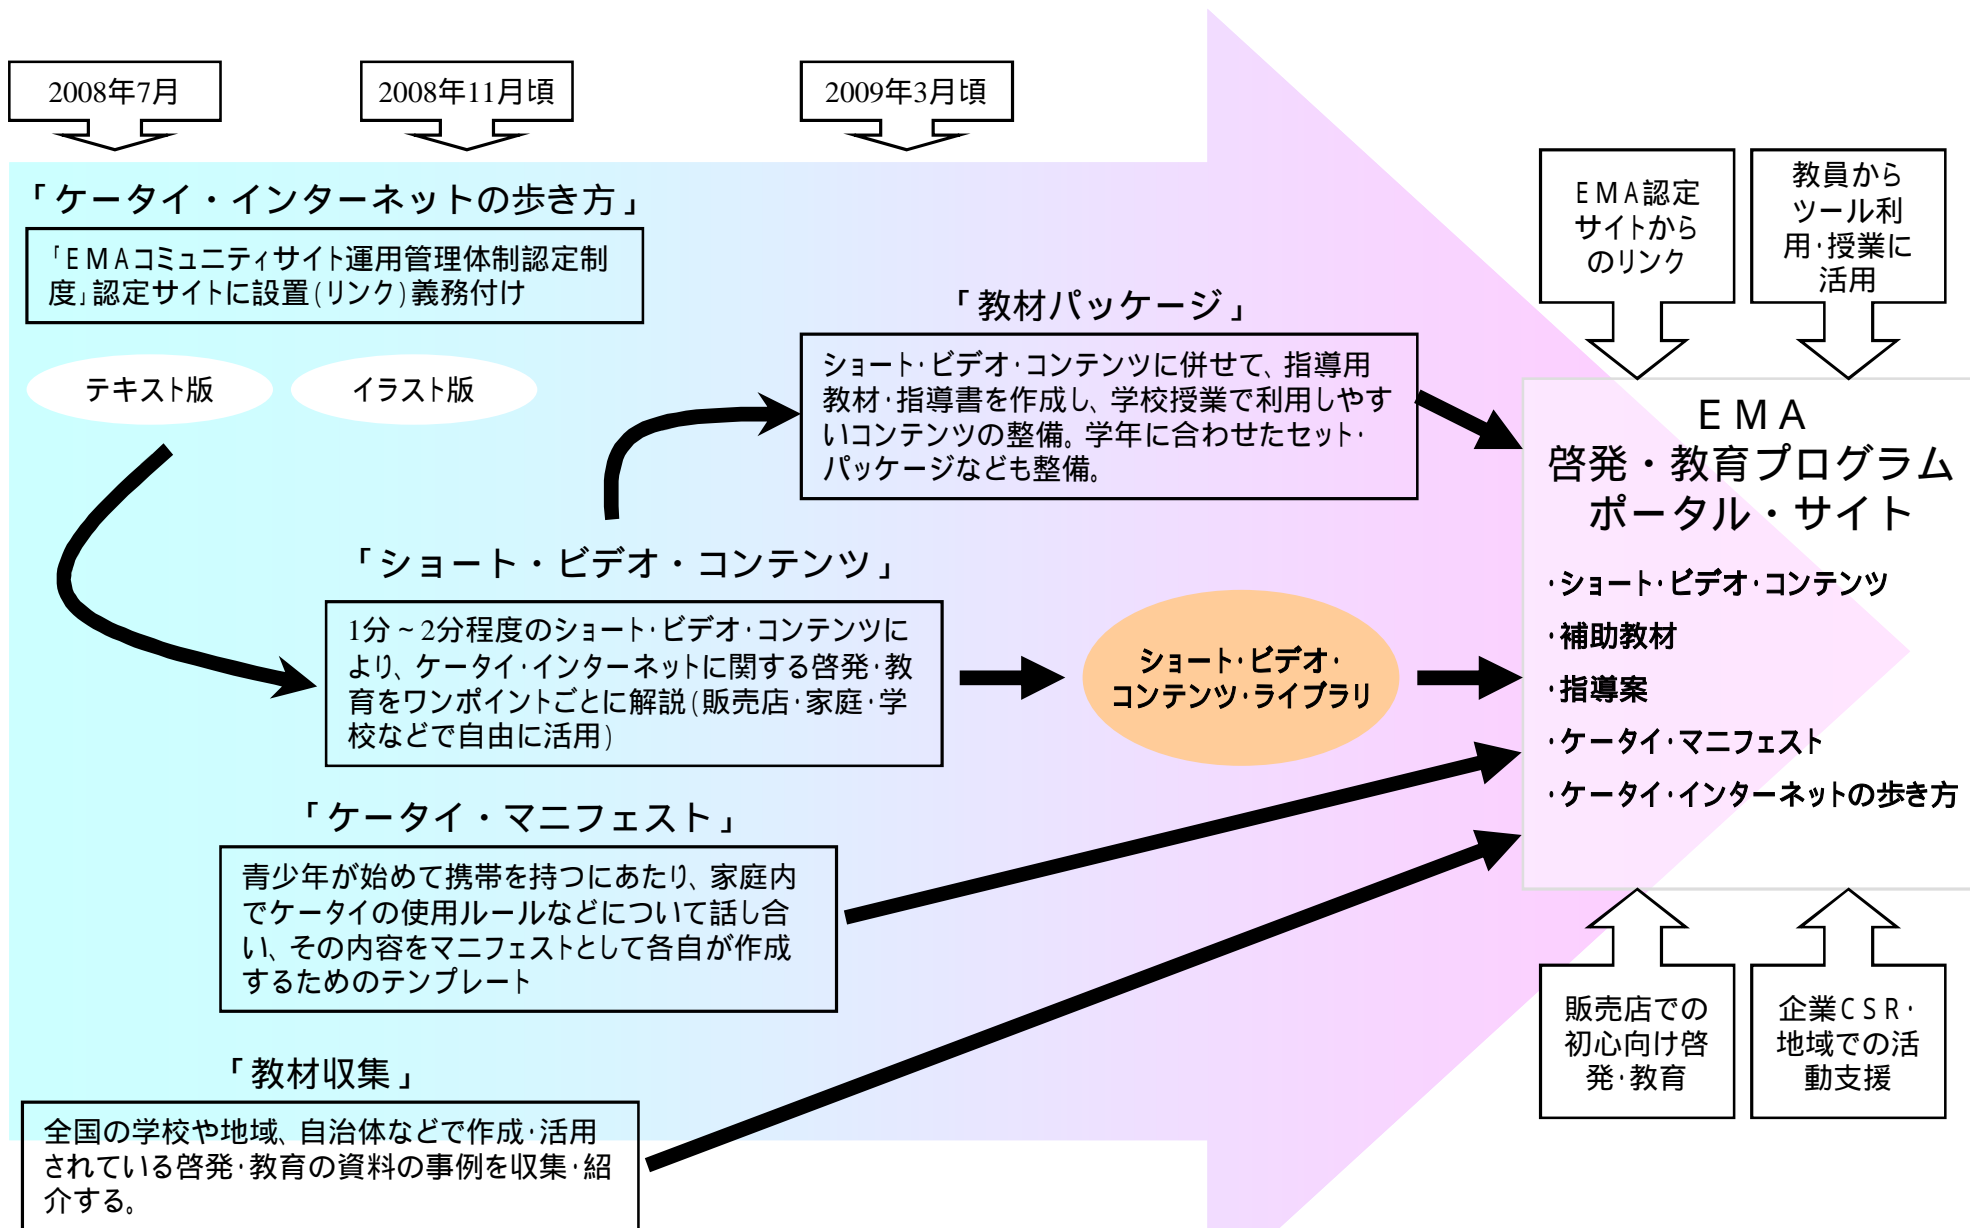 2008年7月
2008年11月頃
2009年3月頃
「ケータイ・インターネットの歩き方」
「EMAコミュニティサイト運用管理体制認定制
度」認定サイトに設置(リンク)義務付け
テキスト版
イラスト版
「教材パッケージ」
ショート・ビデオ・コンテンツに併せて、指導用
教材・指導書を作成し、学校授業で利用しやす
いコンテンツの整備。学年に合わせたセット・
パッケージなども整備。
「ショート・ビデオ・コンテンツ」
1分~2分程度のショート・ビデオ・コンテンツに
より、ケータイ・インターネットに関する啓発・教
育をワンポイントごとに解説(販売店・家庭・学
校などで自由に活用)
ショート・ビデオ・
コンテンツ・ライブラリ
「ケータイ・マニフェスト」
青少年が始めて携帯を持つにあたり、家庭内
でケータイの使用ルールなどについて話し合
い、その内容をマニフェストとして各自が作成
するためのテンプレート
「教材収集」
全国の学校や地域、自治体などで作成・活用
されている啓発・教育の資料の事例を収集・紹
介する。
EMA認定
サイトから
のリンク
教員から
ツール利
用・授業に
活用
EMA
啓発・教育プログラム
ポータル・サイト
・ショート・ビデオ・コンテンツ
・補助教材
・指導案
・ケータイ・マニフェスト
・ケータイ・インターネットの歩き方
販売店での
初心向け啓
発・教育
企業CSR・
地域での活
動支援